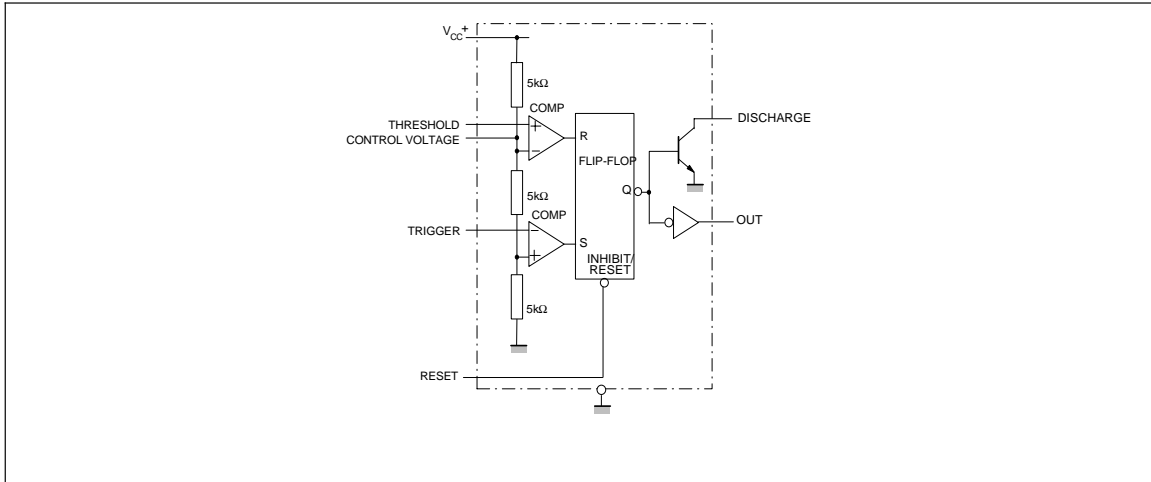 VCC+
5kΩ
COMP
THRESHOLD
+
R
DISCHARGE
CONTROL VOLTAGE
−
FLIP-FLOP
5kΩ
Q
COMP
OUT
TRIGGER
−
S
+
INHIBIT/
RESET
5kΩ
RESET